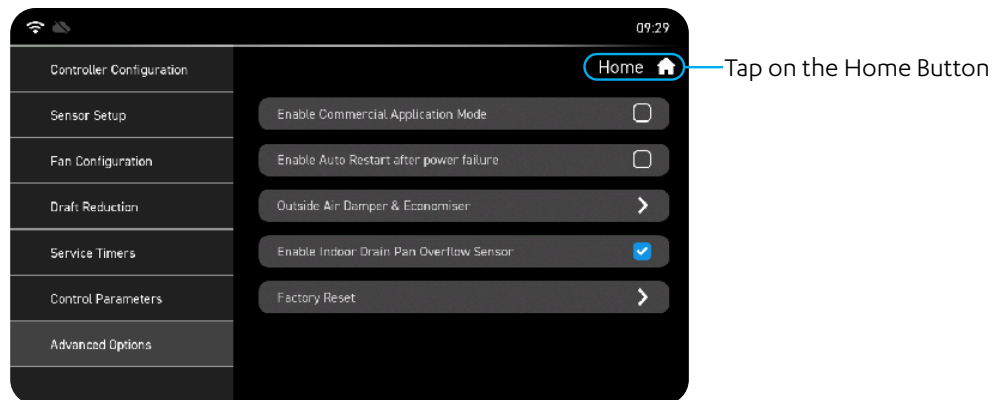 09:29
Home
Tap on the Home Button
Controller Configuration
Sensor Setup
Fan Configuration
Draft Reduction
Service Timers
Control Parameters
Advanced Options
Enable Commercial Application Mode
Enable Auto Restart after power failure
Outside Air Damper & Economiser
Enable Indoor Drain Pan Overflow Sensor
Factory Reset